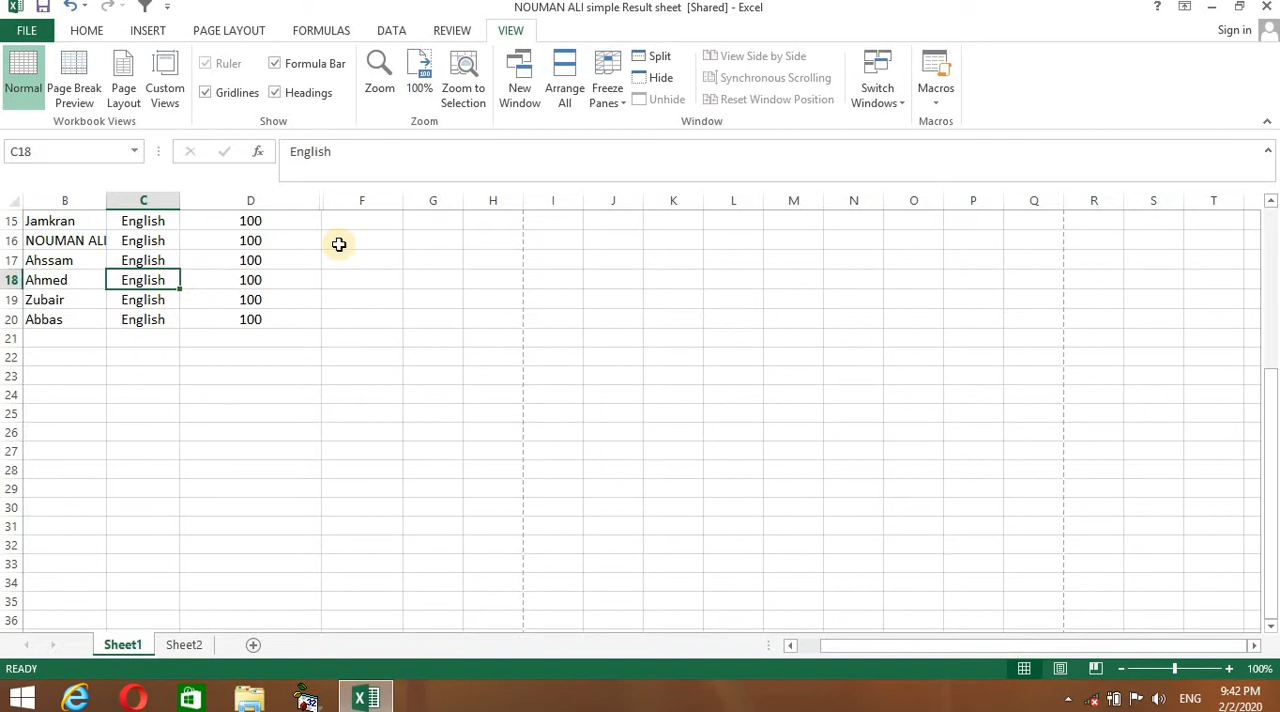 NOUMAN ALI simple Result sheet [Shared] - Excel
?
FILE HOME INSERT PAGE LAYOUT FORMULAS DATA REVIEW VIEW Sign in
Normal
Page Break Preview
Page Layout
Custom Views
Workbook Views
Ruler
Formula Bar
Gridlines
Headings
Show
Zoom
100
100%
Zoom to Selection
Zoom
New Window
Arrange All
Freeze Panes
Split
Hide
Unhide
View Side by Side
Synchronous Scrolling
Reset Window Position
Window
Switch Windows
Macros
Macros
C18 fx English
B C D F G H I J K L M N O P Q R S T
15 Jamkran English 100
16 NOUMAN ALI English 100
17 Ahssam English 100
18 Ahmed English 100
19 Zubair English 100
20 Abbas English 100
21
22
23
24
25
26
27
28
29
30
31
32
33
34
35
36
Sheet1 Sheet2
READY 100%
ENG 9:42 PM
2/2/2020